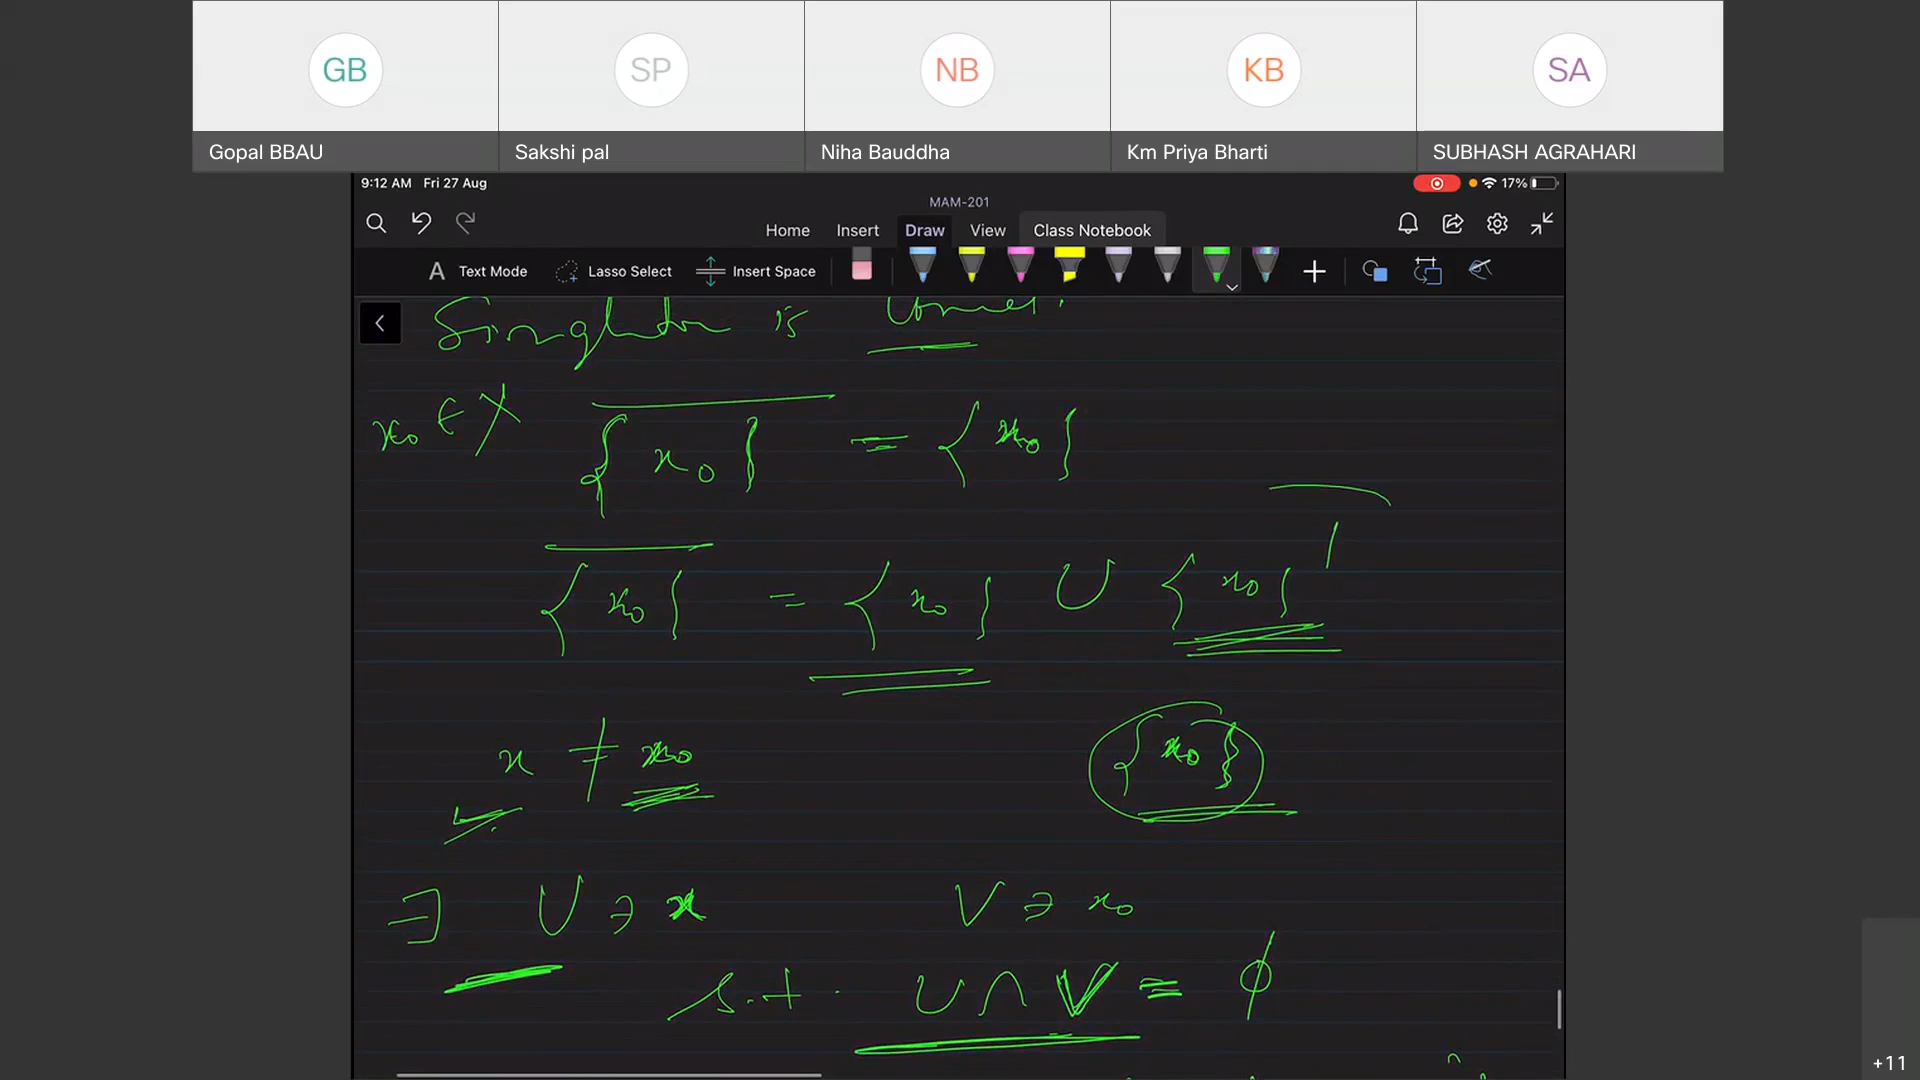 GB SP NB KB SA
Gopal BBAU Sakshi pal Niha Bauddha Km Priya Bharti SUBHASH AGRAHARI
9:12 AM Fri 27 Aug 17%
MAM-201
Home Insert Draw View Class Notebook
A Text Mode Lasso Select Insert Space
is
x₀ ∈ X {x₀}‾ = {x₀}
{x₀}‾ = {x₀} ∪ {x₀}'
x ≠ x₀ {x₀}
∃ U ∋ x V ∋ x₀
s.t. U ∩ V = ϕ
+11